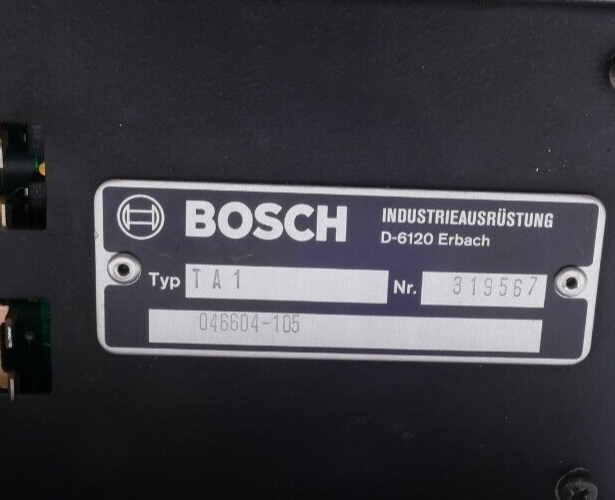 BOSCH INDUSTRIEAUSRÜSTUNG
D-6120 Erbach
Typ TA1 Nr. 319567
046604-105